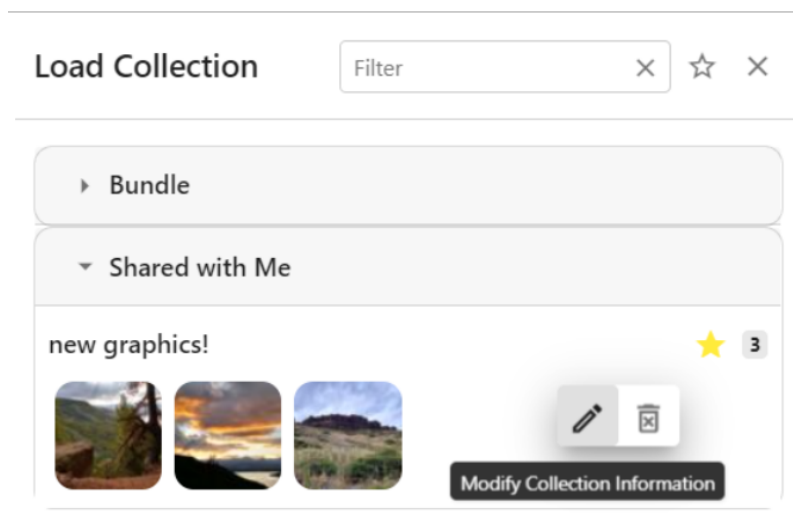 Load Collection
Filter
Bundle
Shared with Me
new graphics!
3
Modify Collection Information